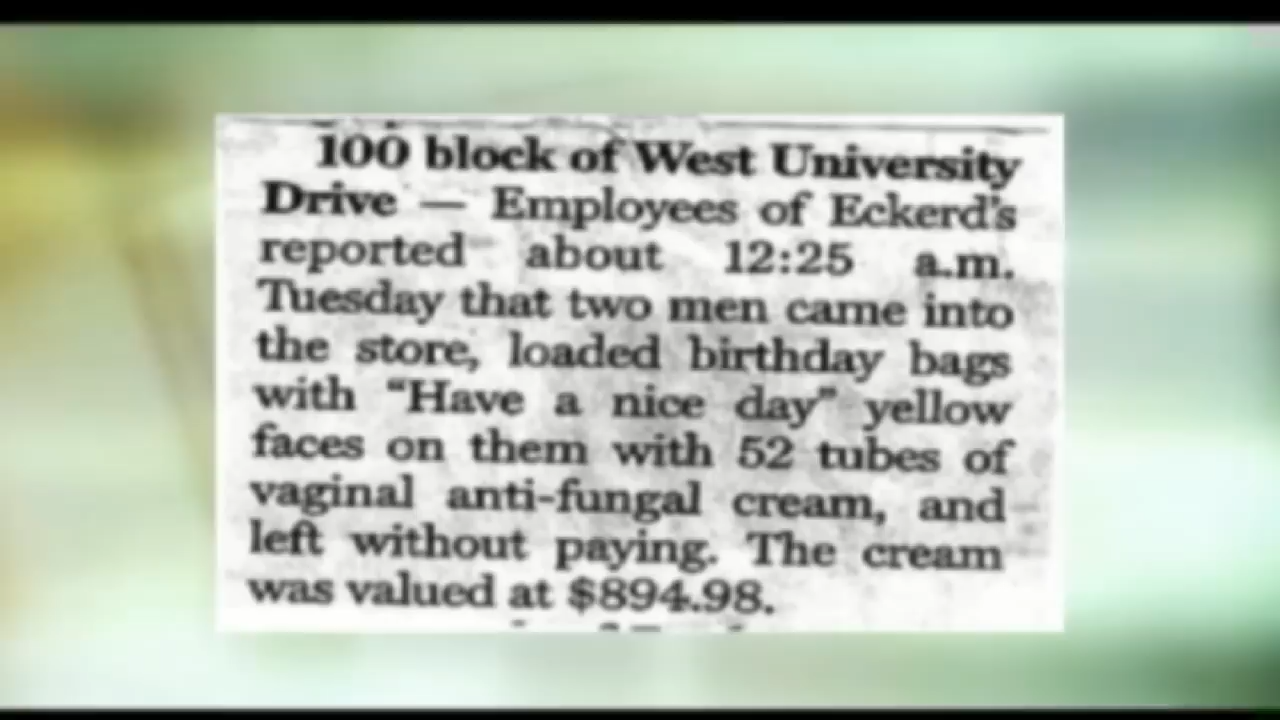 100 block of West University
Drive — Employees of Eckerd's
reported about 12:25 a.m.
Tuesday that two men came into
the store, loaded birthday bags
with “Have a nice day” yellow
faces on them with 52 tubes of
vaginal anti-fungal cream, and
left without paying. The cream
was valued at $894.98.